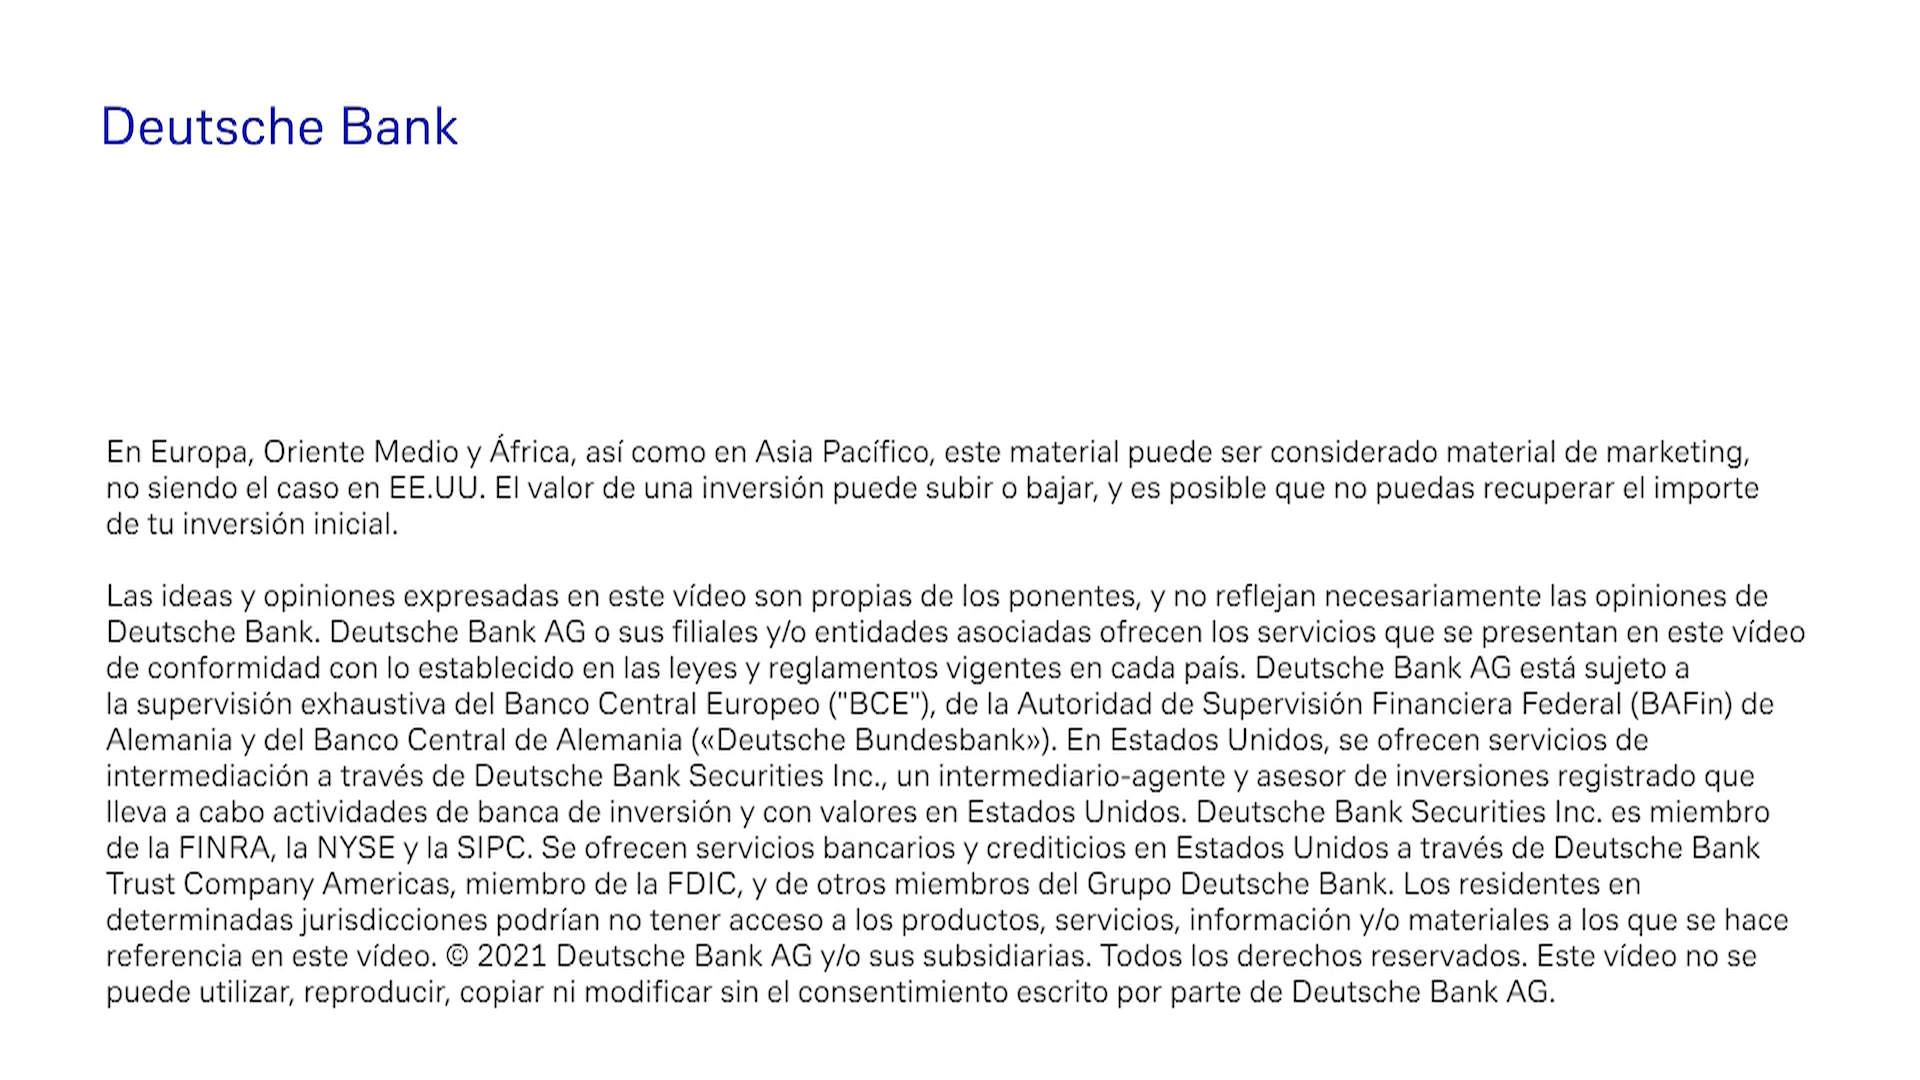 Deutsche Bank
En Europa, Oriente Medio y África, así como en Asia Pacífico, este material puede ser considerado material de marketing,
no siendo el caso en EE.UU. El valor de una inversión puede subir o bajar, y es posible que no puedas recuperar el importe
de tu inversión inicial.
Las ideas y opiniones expresadas en este vídeo son propias de los ponentes, y no reflejan necesariamente las opiniones de
Deutsche Bank. Deutsche Bank AG o sus filiales y/o entidades asociadas ofrecen los servicios que se presentan en este vídeo
de conformidad con lo establecido en las leyes y reglamentos vigentes en cada país. Deutsche Bank AG está sujeto a
la supervisión exhaustiva del Banco Central Europeo ("BCE"), de la Autoridad de Supervisión Financiera Federal (BAFin) de
Alemania y del Banco Central de Alemania («Deutsche Bundesbank»). En Estados Unidos, se ofrecen servicios de
intermediación a través de Deutsche Bank Securities Inc., un intermediario-agente y asesor de inversiones registrado que
lleva a cabo actividades de banca de inversión y con valores en Estados Unidos. Deutsche Bank Securities Inc. es miembro
de la FINRA, la NYSE y la SIPC. Se ofrecen servicios bancarios y crediticios en Estados Unidos a través de Deutsche Bank
Trust Company Americas, miembro de la FDIC, y de otros miembros del Grupo Deutsche Bank. Los residentes en
determinadas jurisdicciones podrían no tener acceso a los productos, servicios, información y/o materiales a los que se hace
referencia en este vídeo. © 2021 Deutsche Bank AG y/o sus subsidiarias. Todos los derechos reservados. Este vídeo no se
puede utilizar, reproducir, copiar ni modificar sin el consentimiento escrito por parte de Deutsche Bank AG.